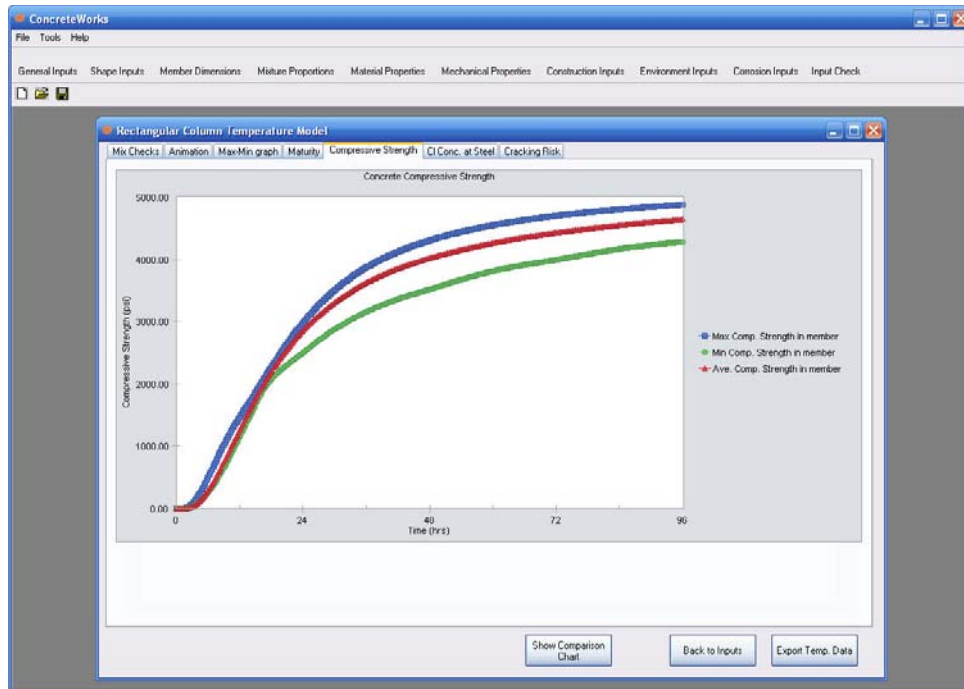 ConcreteWorks
File Tools Help
General Inputs Shape Inputs Member Dimensions Mixture Proportions Material Properties Mechanical Properties Construction Inputs Environment Inputs Corrosion Inputs Input Check
Rectangular Column Temperature Model
Mix Checks Animation Max-Min graph Maturity Compressive Strength Cl Conc. at Steel Cracking Risk
Concrete Compressive Strength
5000.00
4000.00
3000.00
2000.00
1000.00
0.00
Compressive Strength (psi)
0 24 48 72 96
Time (hrs)
Max Comp. Strength in member
Min Comp. Strength in member
Ave. Comp. Strength in member
Show Comparison
Chart
Back to Inputs
Export Temp. Data